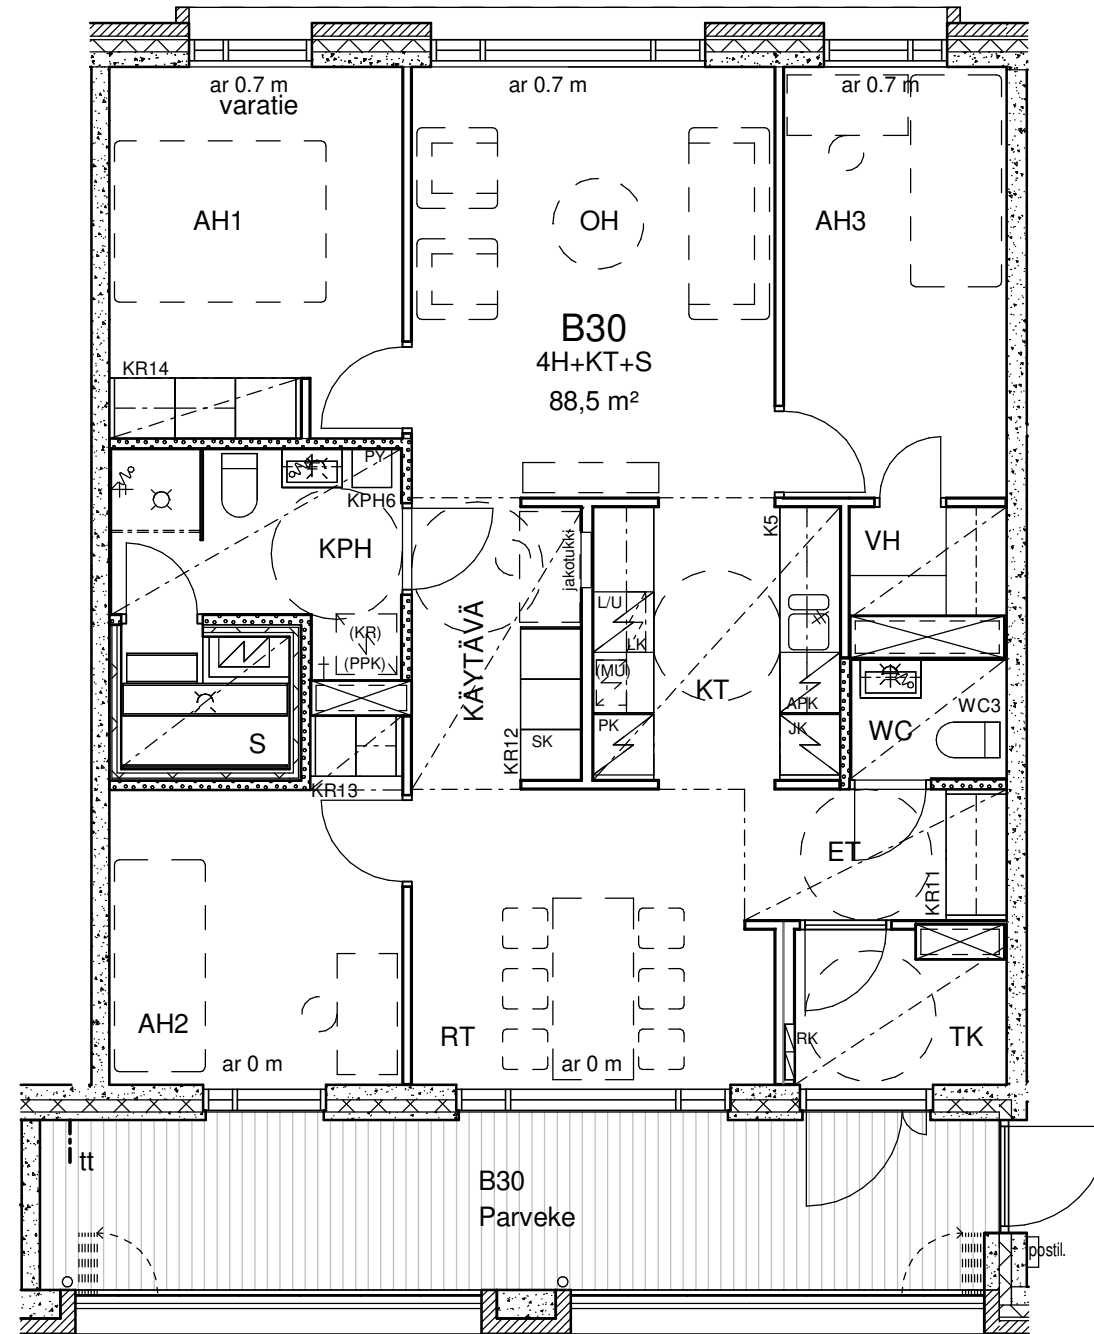 ar 0.7 m
varatie
ar 0.7 m
ar 0.7 m
AH1
OH
AH3
B30
4H+KT+S
88,5 m²
KR14
PY
KPH6
KPH
jakotukki
K5
VH
L/U
LK
(KR)
(PPK)
(MU)
KÄYTÄVÄ
KT
APK
WC3
WC
PK
JK
S
KR12
SK
KR13
ET
KR11
AH2
RT
RK
TK
ar 0 m
ar 0 m
tt
B30
Parveke
postil.